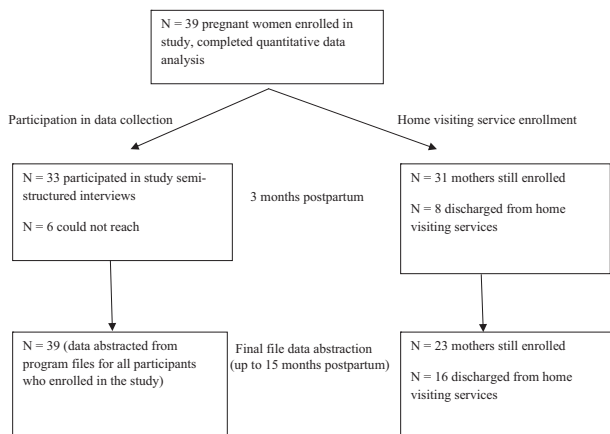 N = 39 pregnant women enrolled in
study, completed quantitative data
analysis
Participation in data collection
Home visiting service enrollment
N = 33 participated in study semi-
structured interviews
N = 6 could not reach
3 months postpartum
N = 31 mothers still enrolled
N = 8 discharged from home
visiting services
N = 39 (data abstracted from
program files for all participants
who enrolled in the study)
Final file data abstraction
(up to 15 months postpartum)
N = 23 mothers still enrolled
N = 16 discharged from home
visiting services